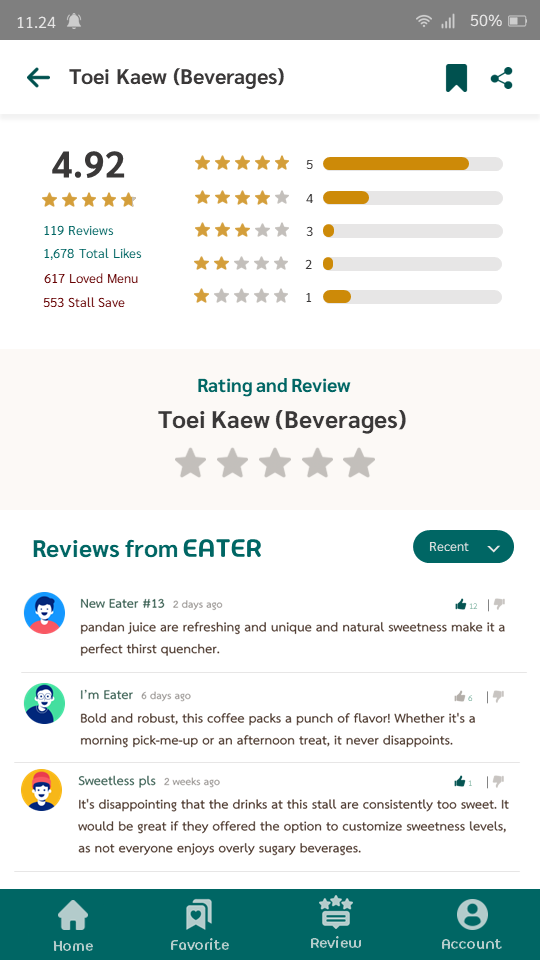 11.24
50%
Toei Kaew (Beverages)
4.92
5
4
3
2
1
119 Reviews
1,678 Total Likes
617 Loved Menu
553 Stall Save
Rating and Review
Toei Kaew (Beverages)
Reviews from EATER
Recent
New Eater #13 2 days ago
12
pandan juice are refreshing and unique and natural sweetness make it a
perfect thirst quencher.
I'm Eater 6 days ago
6
Bold and robust, this coffee packs a punch of flavor! Whether it's a
morning pick-me-up or an afternoon treat, it never disappoints.
Sweetless pls 2 weeks ago
1
It's disappointing that the drinks at this stall are consistently too sweet. It
would be great if they offered the option to customize sweetness levels,
as not everyone enjoys overly sugary beverages.
Home
Favorite
Review
Account